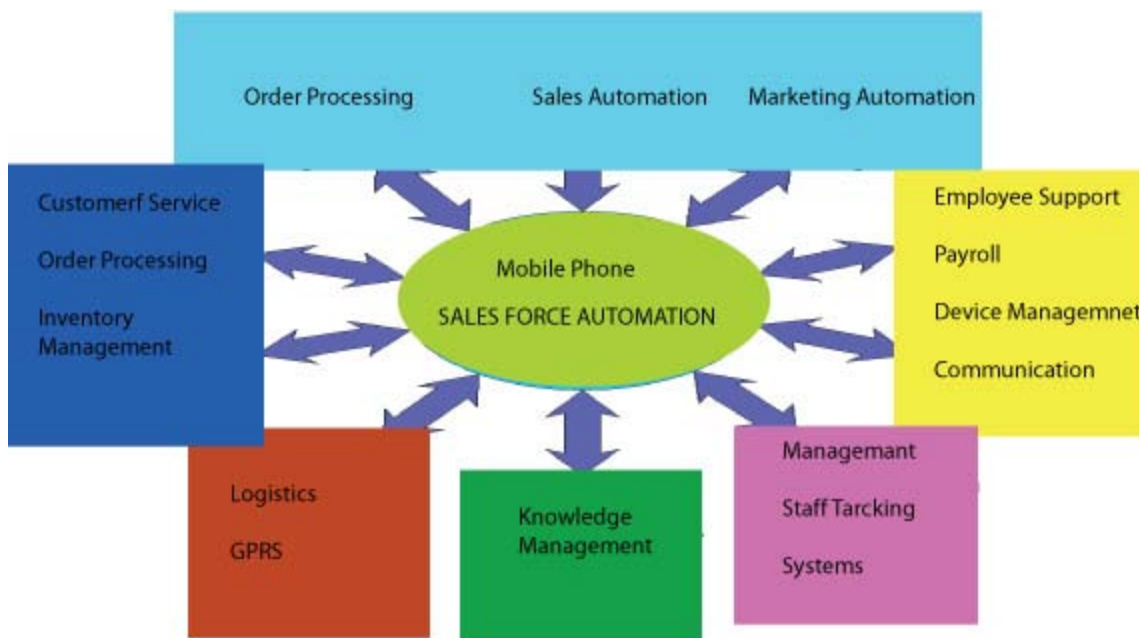 Order Processing
Sales Automation
Marketing Automation
Customerf Service
Order Processing
Inventory
Management
Mobile Phone
SALES FORCE AUTOMATION
Employee Support
Payroll
Device Managemnet
Communication
Logistics
GPRS
Knowledge
Management
Managemant
Staff Tarcking
Systems